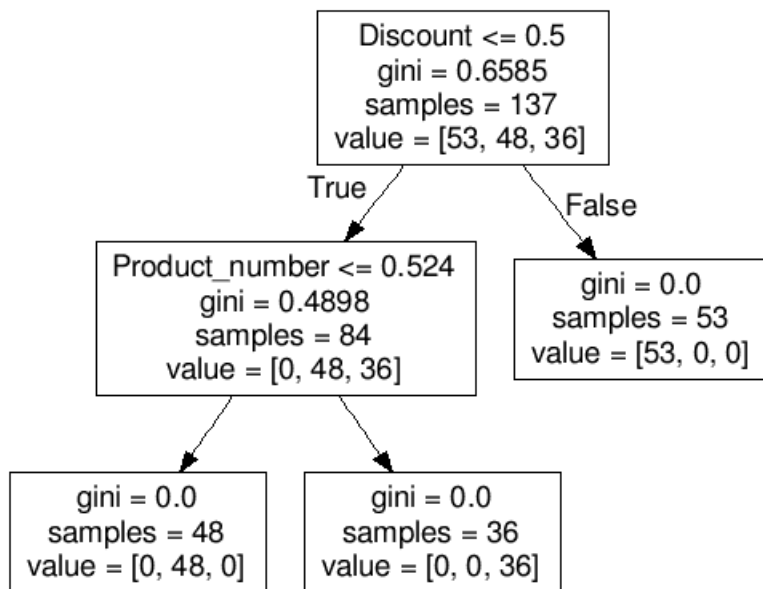 Discount <= 0.5
gini = 0.6585
samples = 137
value = [53, 48, 36]
True
False
Product_number <= 0.524
gini = 0.4898
samples = 84
value = [0, 48, 36]
gini = 0.0
samples = 53
value = [53, 0, 0]
gini = 0.0
samples = 48
value = [0, 48, 0]
gini = 0.0
samples = 36
value = [0, 0, 36]